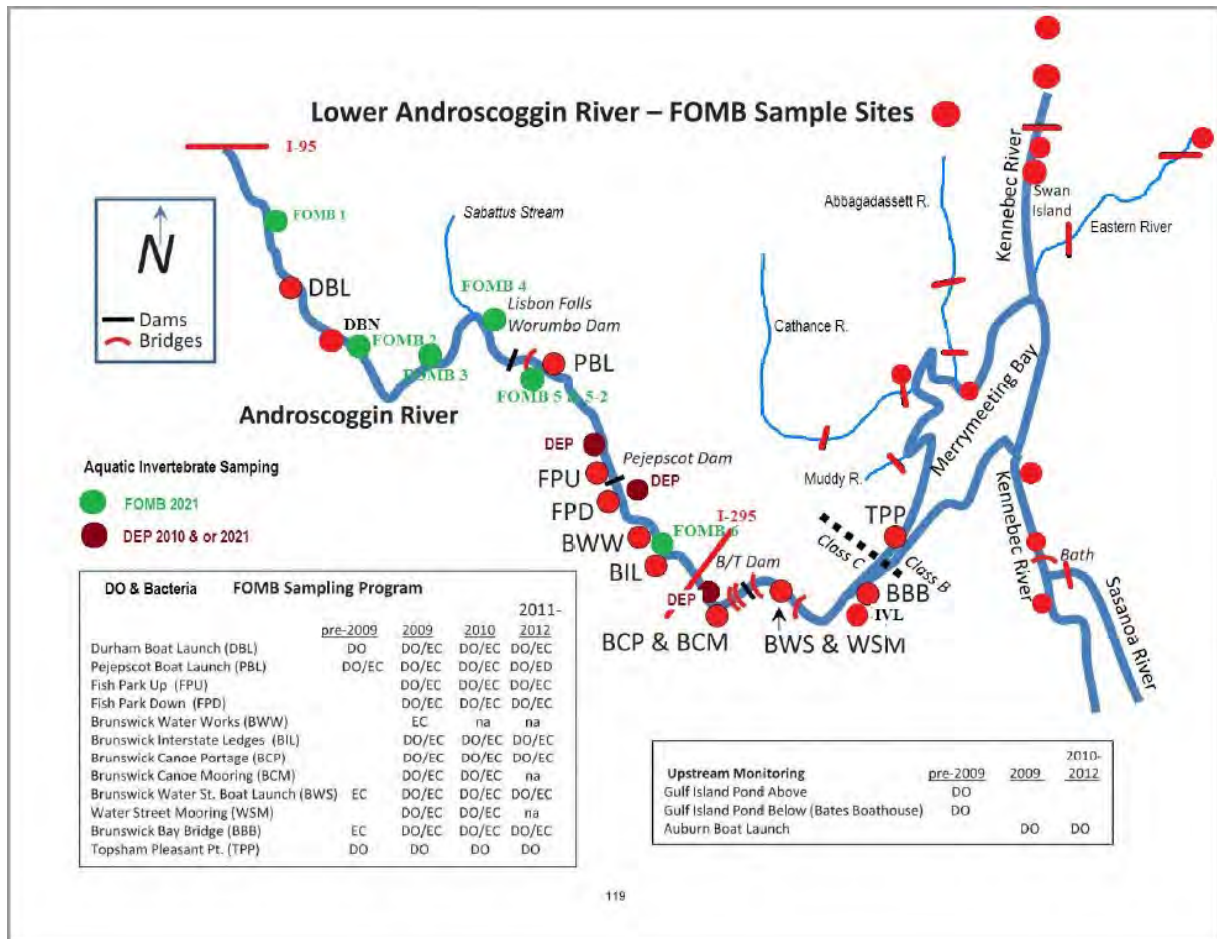 Lower Androscoggin River – FOMB Sample Sites
I-95
N
Dams
Bridges
FOMB 1
DBL
DBN
FOMB 2
FOMB 3
Sabattus Stream
FOMB 4
Lisbon Falls
Worumbo Dam
PBL
FOMB 5 5-2
Androscoggin River
DEP
FPU
Pejepscot Dam
DEP
FPD
BWW
FOMB 6
BIL
I-295
DEP
B/T Dam
BCP & BCM
BWS & WSM
Class C
Class B
TPP
BBB
IVL
Abbagadassett R.
Cathance R.
Muddy R.
Merrymeeting Bay
Kennebec River
Swan
Island
Eastern River
Kennebec River
Bath
Sasanoa River
Aquatic Invertebrate Sampling
FOMB 2021
DEP 2010 & or 2021
DO & Bacteria FOMB Sampling Program
2011-
pre-2009 2009 2010 2012
Durham Boat Launch (DBL) DO DO/EC DO/EC DO/EC
Pejepscot Boat Launch (PBL) DO/EC DO/EC DO/EC DO/ED
Fish Park Up (FPU) DO/EC DO/EC DO/EC
Fish Park Down (FPD) DO/EC DO/EC DO/EC
Brunswick Water Works (BWW) EC na na
Brunswick Interstate Ledges (BIL) DO/EC DO/EC DO/EC
Brunswick Canoe Portage (BCP) DO/EC DO/EC DO/EC
Brunswick Canoe Mooring (BCM) DO/EC DO/EC na
Brunswick Water St. Boat Launch (BWS) EC DO/EC DO/EC DO/EC
Water Street Mooring (WSM) DO/EC DO/EC na
Brunswick Bay Bridge (BBB) EC DO/EC DO/EC DO/EC
Topsham Pleasant Pt. (TPP) DO DO DO DO
2010-
Upstream Monitoring pre-2009 2009 2012
Gulf Island Pond Above DO
Gulf Island Pond Below (Bates Boathouse) DO
Auburn Boat Launch DO DO
119